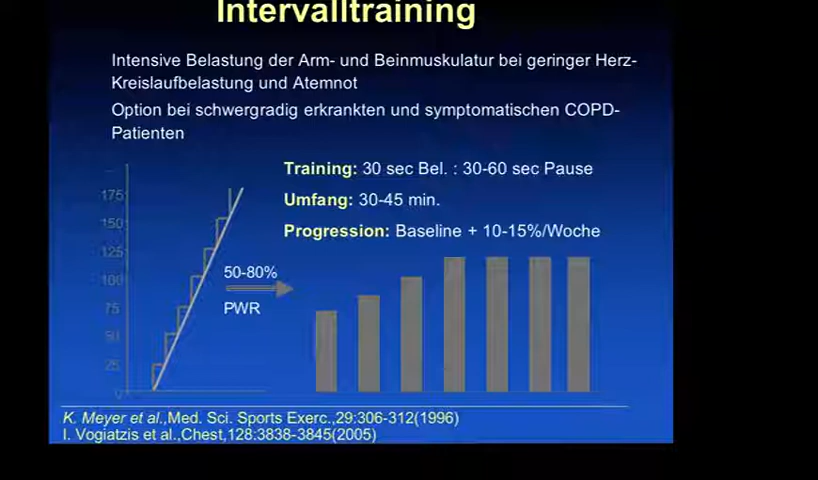 Intervalltraining
Intensive Belastung der Arm- und Beinmuskulatur bei geringer Herz-
Kreislaufbelastung und Atemnot
Option bei schwergradig erkrankten und symptomatischen COPD-
Patienten
Training: 30 sec Bel. : 30-60 sec Pause
Umfang: 30-45 min.
Progression: Baseline + 10-15%/Woche
175
150
125
100
75
50
25
0
50-80%
PWR
K. Meyer et al.,Med. Sci. Sports Exerc.,29:306-312(1996)
I. Vogiatzis et al.,Chest,128:3838-3845(2005)